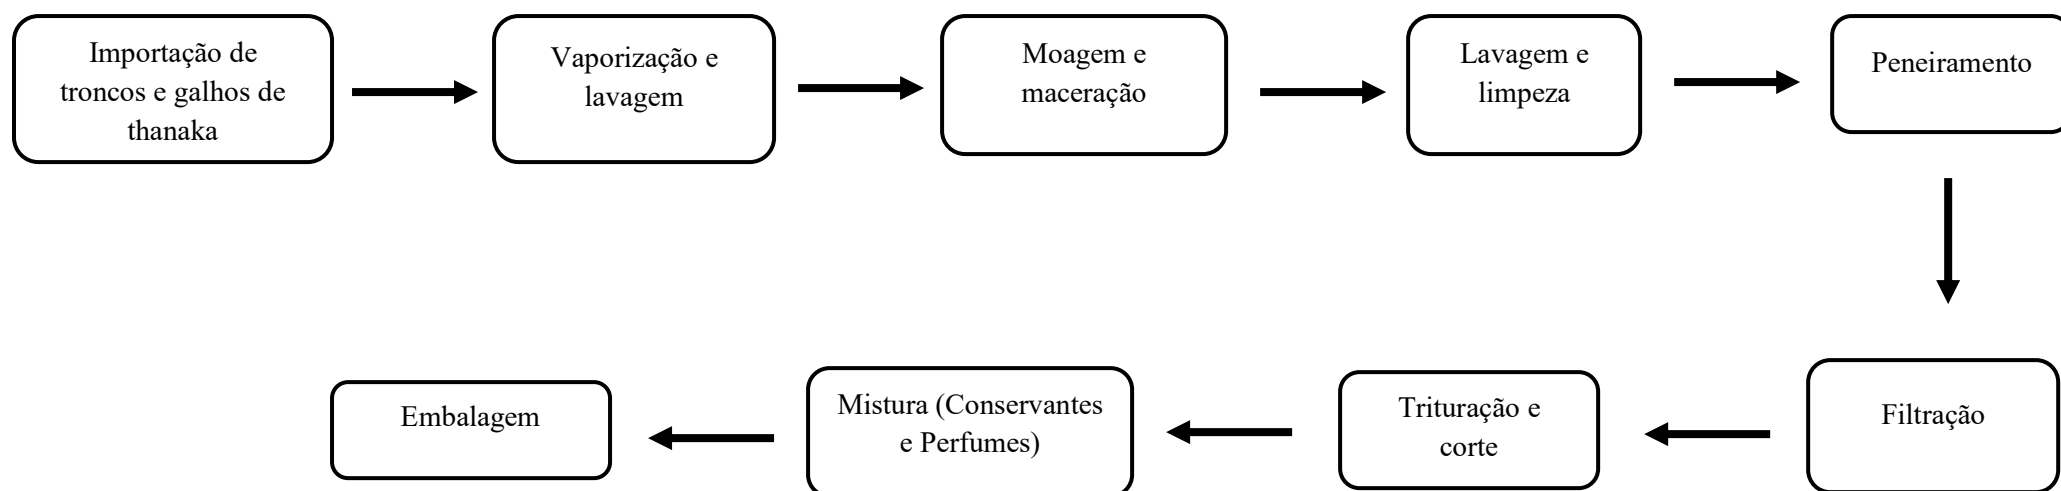 Importação de
troncos e galhos de
thanaka
Vaporização e
lavagem
Moagem e
maceração
Lavagem e
limpeza
Peneiramento
Filtração
Trituração e
corte
Mistura (Conservantes
e Perfumes)
Embalagem